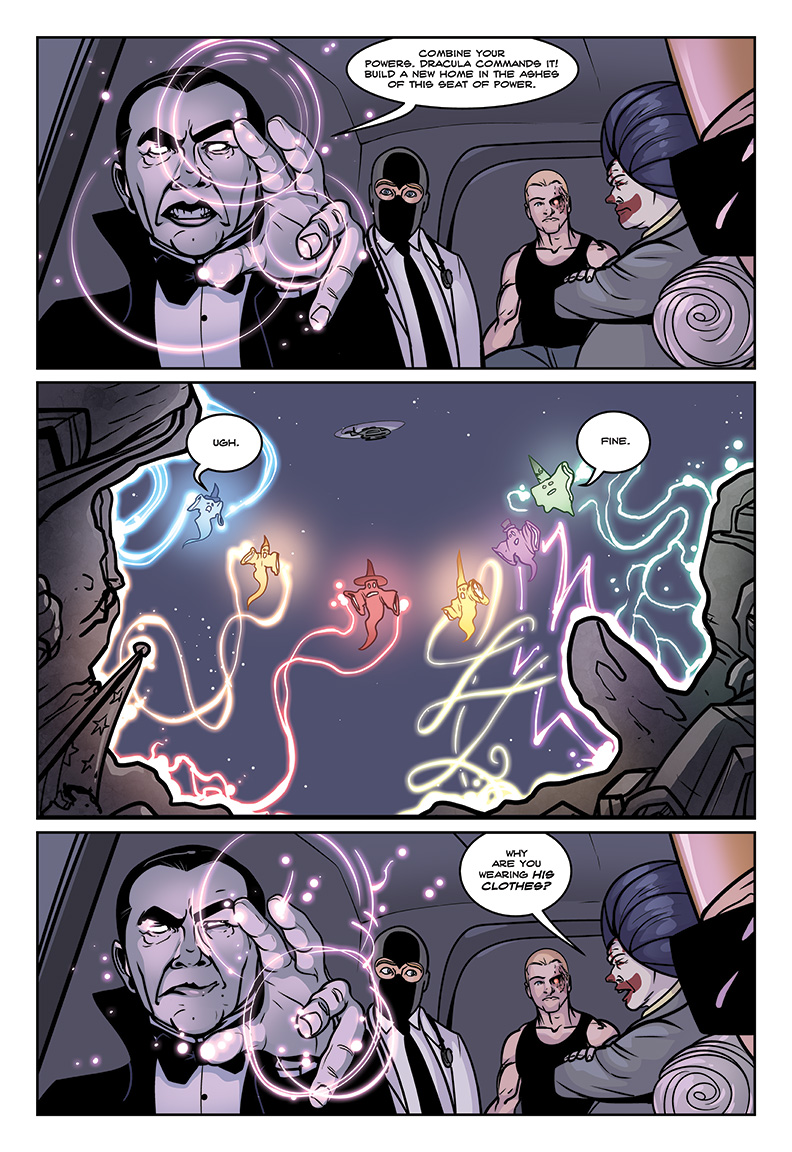 COMBINE YOUR
POWERS. DRACULA COMMANDS IT!
BUILD A NEW HOME IN THE ASHES
OF THIS SEAT OF POWER.
UGH.
FINE.
WHY
ARE YOU
WEARING HIS
CLOTHES?